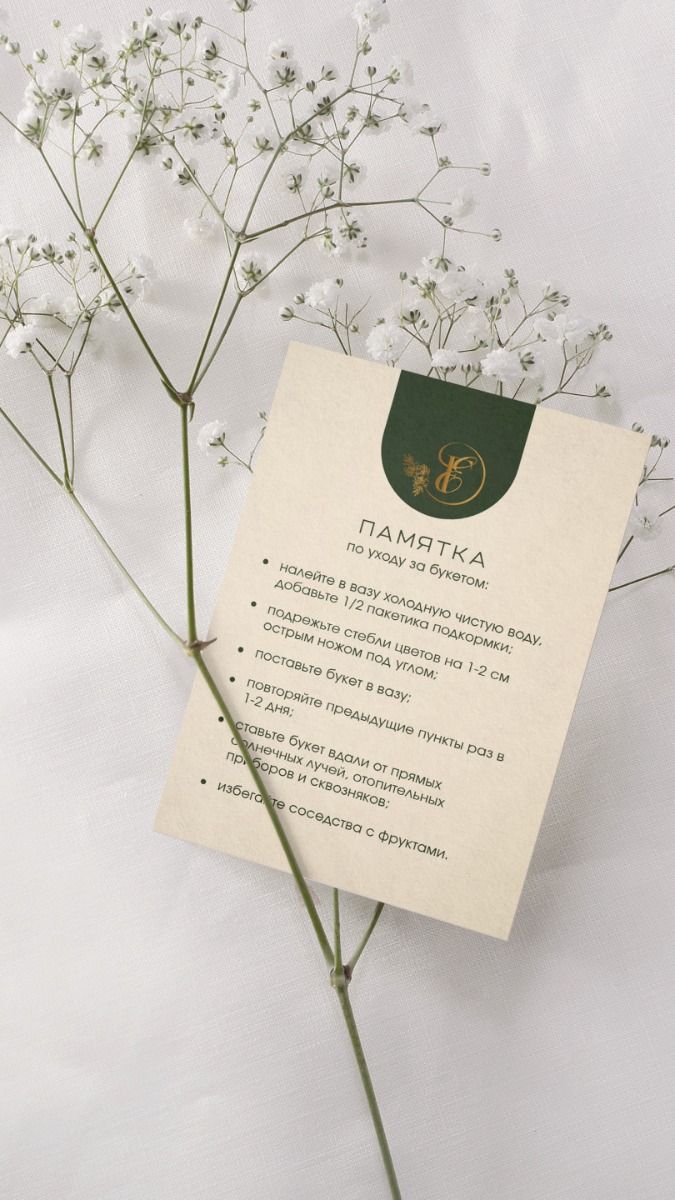 ПАМЯТКА
по уходу за букетом:
• налейте в вазу холодную чистую воду,
добавьте 1/2 пакетика подкормки;
• подрежьте стебли цветов на 1-2 см
острым ножом под углом;
• поставьте букет в вазу;
• повторяйте предыдущие пункты раз в
1-2 дня;
• ставьте букет вдали от прямых
солнечных лучей, отопительных
приборов и сквозняков;
• избегайте соседства с фруктами.